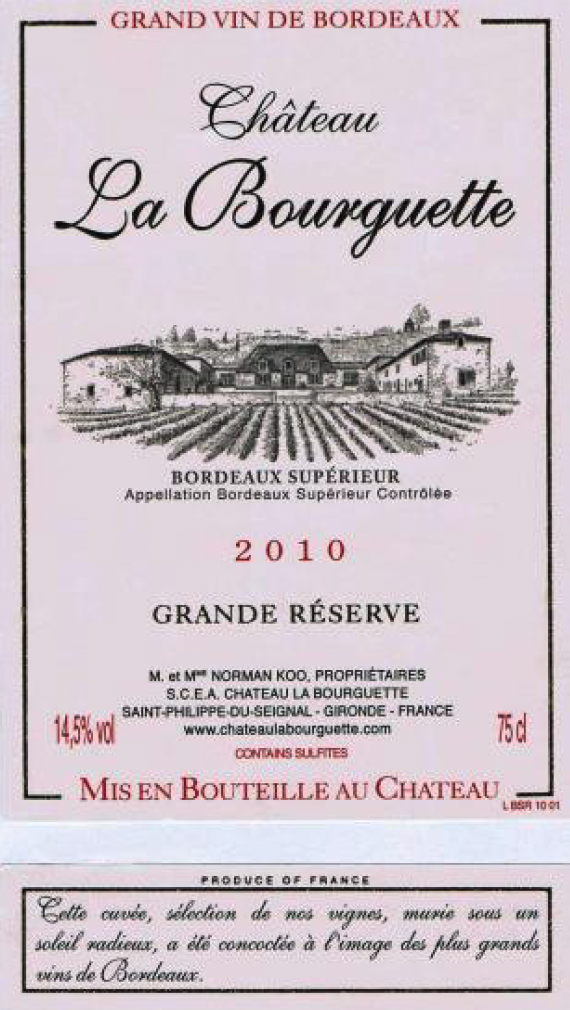 GRAND VIN DE BORDEAUX
Château
La Bourguette
BORDEAUX SUPÉRIEUR
Appellation Bordeaux Supérieur Contrôlée
2010
GRANDE RÉSERVE
M. et Mme NORMAN KOO, PROPRIÉTAIRES
S.C.E.A. CHATEAU LA BOURGUETTE
SAINT-PHILIPPE-DU-SEIGNAL - GIRONDE - FRANCE
14,5% vol
www.chateaulabourguette.com
75 cl
CONTAINS SULFITES
MIS EN BOUTEILLE AU CHATEAU
L BSR 10 01
PRODUCE OF FRANCE
Cette cuvée, sélection de nos vignes, murie sous un
soleil radieux, a été concoctée à l'image des plus grands
vins de Bordeaux.